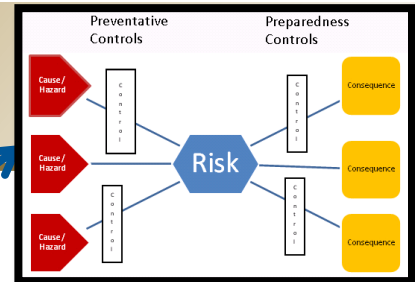 Preventative
Controls
Preparedness
Controls
Cause/
Hazard
Control
Control
Consequence
Cause/
Hazard
Risk
Consequence
Cause/
Hazard
Control
Control
Consequence